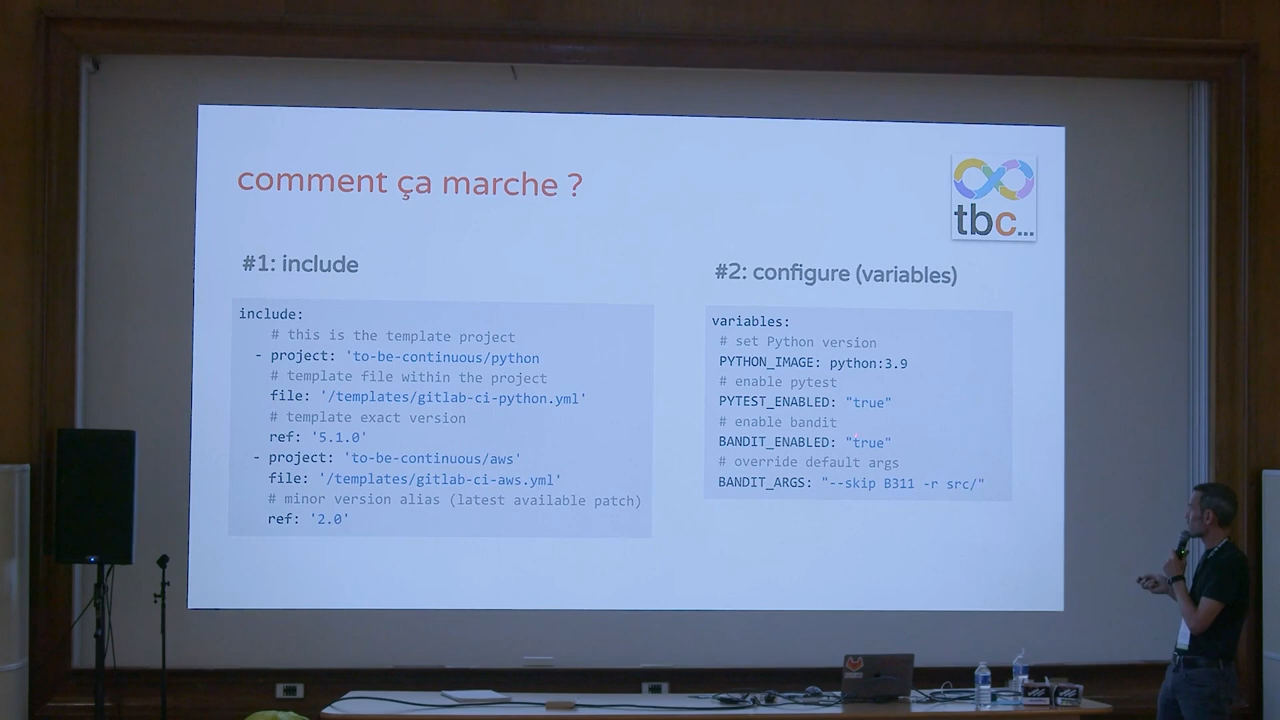 comment ça marche ?
tbc...
#1: include
include:
# this is the template project
- project: 'to-be-continuous/python
# template file within the project
file: '/templates/gitlab-ci-python.yml'
# template exact version
ref: '5.1.0'
- project: 'to-be-continuous/aws'
file: '/templates/gitlab-ci-aws.yml'
# minor version alias (latest available patch)
ref: '2.0'
#2: configure (variables)
variables:
# set Python version
PYTHON_IMAGE: python:3.9
# enable pytest
PYTEST_ENABLED: "true"
# enable bandit
BANDIT_ENABLED: "true"
# override default args
BANDIT_ARGS: "--skip B311 -r src/"